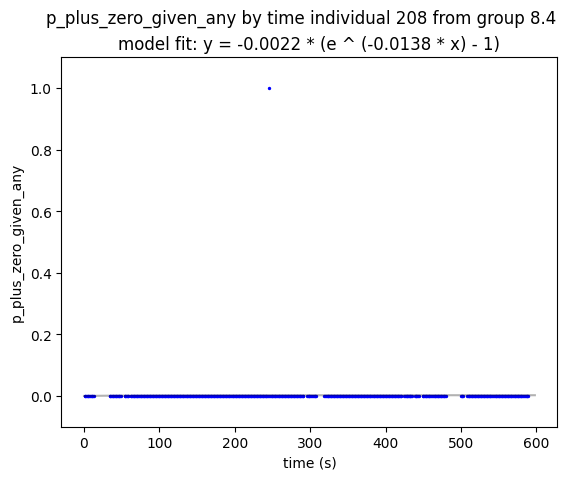 p_plus_zero_given_any by time individual 208 from group 8.4
model fit: y = -0.0022 * (e ^ (-0.0138 * x) - 1)
1.0
0.8
0.6
0.4
0.2
0.0
p_plus_zero_given_any
0 100 200 300 400 500 600
time (s)